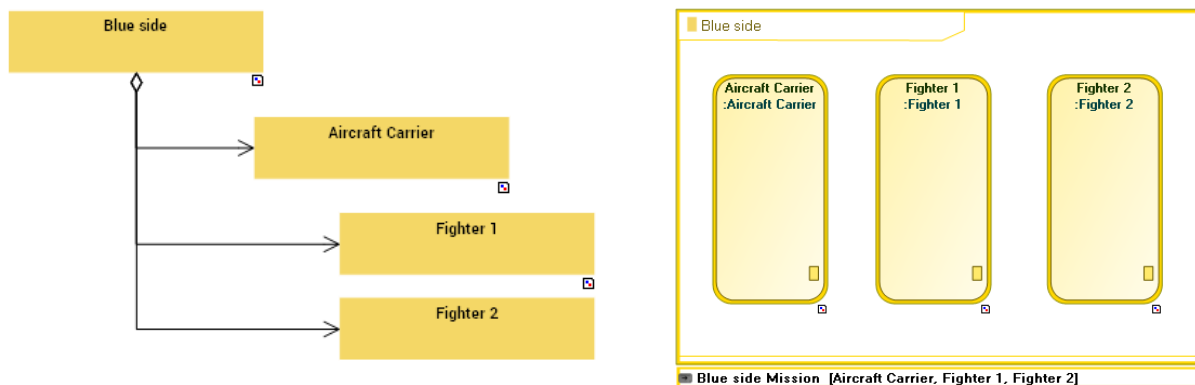 Blue side
Aircraft Carrier
Fighter 1
Fighter 2
Blue side
Aircraft Carrier
:Aircraft Carrier
Fighter 1
:Fighter 1
Fighter 2
:Fighter 2
Blue side Mission [Aircraft Carrier, Fighter 1, Fighter 2]